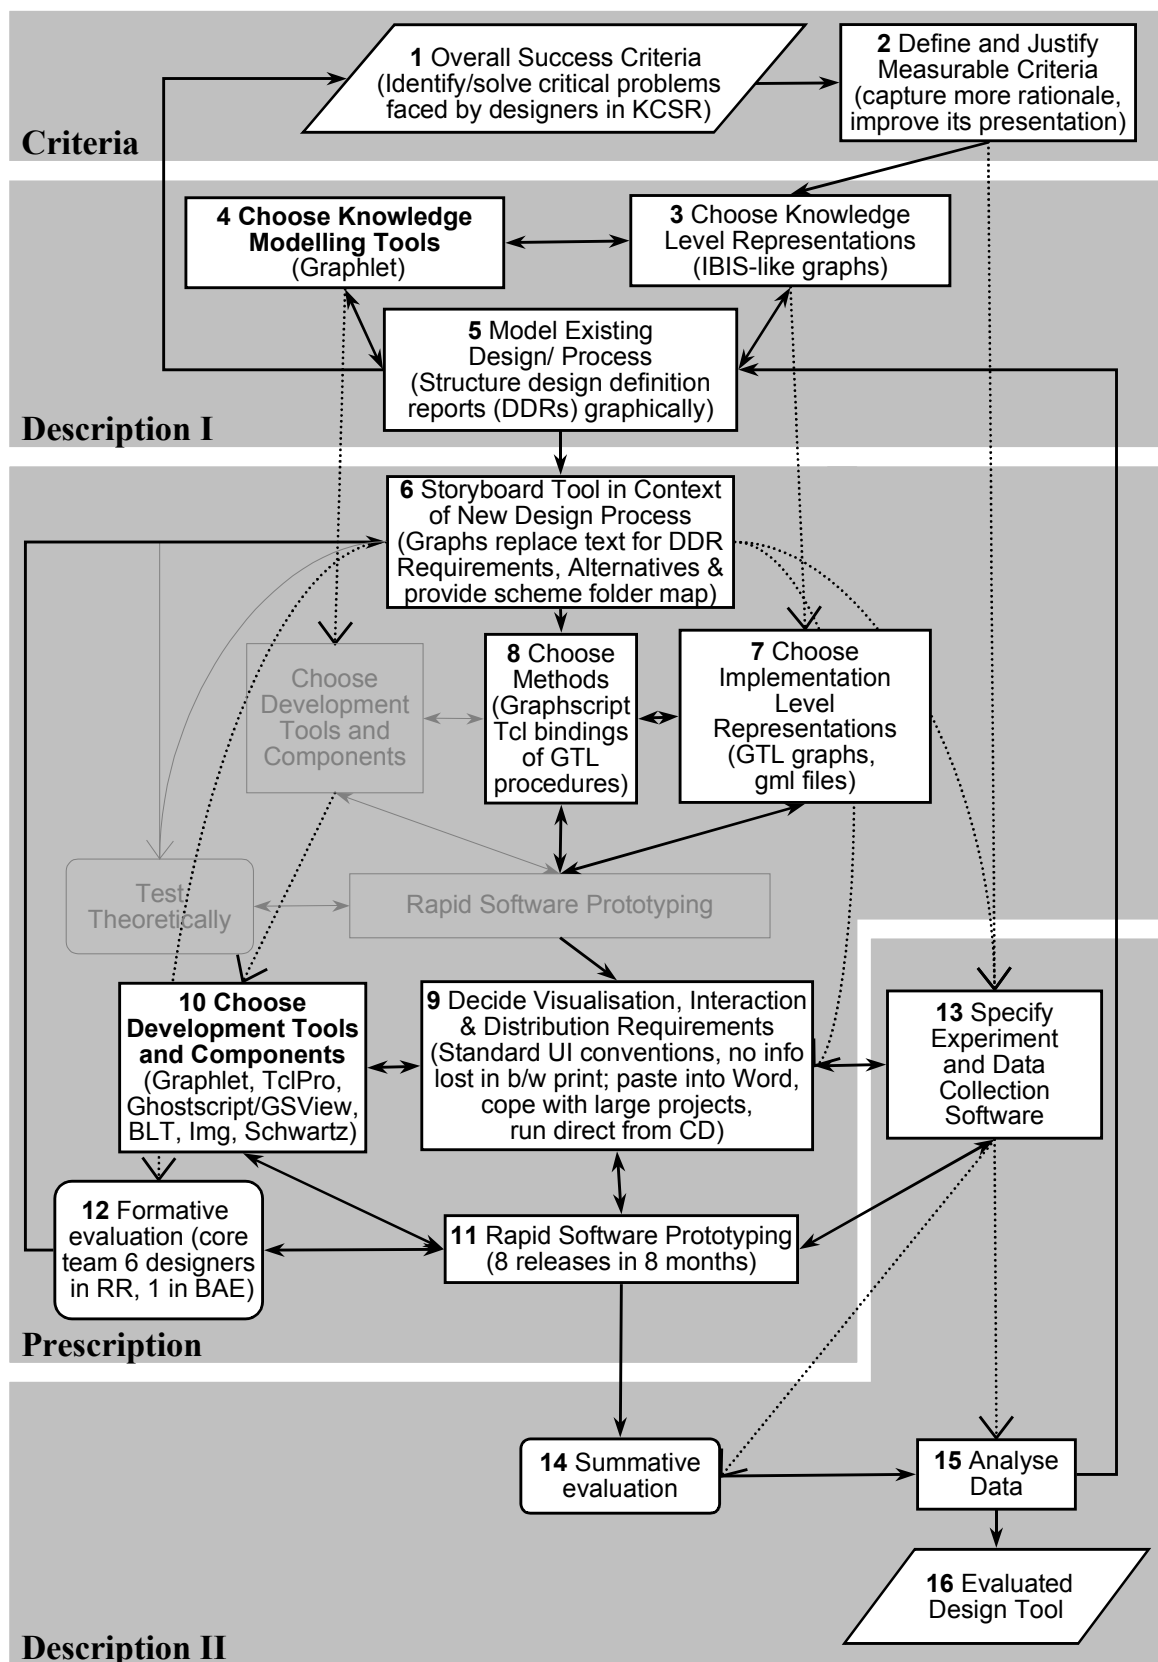 1 Overall Success Criteria
(Identify/solve critical problems
faced by designers in KCSR)
2 Define and Justify
Measurable Criteria
(capture more rationale,
improve its presentation)
Criteria
4 Choose Knowledge
Modelling Tools
(Graphlet)
3 Choose Knowledge
Level Representations
(IBIS-like graphs)
5 Model Existing
Design/ Process
(Structure design definition
reports (DDRs) graphically)
Description I
6 Storyboard Tool in Context
of New Design Process
(Graphs replace text for DDR
Requirements, Alternatives &
provide scheme folder map)
Choose
Development
Tools and
Components
8 Choose
Methods
(Graphscript
Tcl bindings
of GTL
procedures)
7 Choose
Implementation
Level
Representations
(GTL graphs,
gml files)
Test
Theoretically
Rapid Software Prototyping
10 Choose
Development Tools
and Components
(Graphlet, TclPro,
Ghostscript/GSView,
BLT, Img, Schwartz)
9 Decide Visualisation, Interaction
& Distribution Requirements
(Standard UI conventions, no info
lost in b/w print; paste into Word,
cope with large projects,
run direct from CD)
13 Specify
Experiment
and Data
Collection
Software
12 Formative
evaluation (core
team 6 designers
in RR, 1 in BAE)
11 Rapid Software Prototyping
(8 releases in 8 months)
Prescription
14 Summative
evaluation
15 Analyse
Data
16 Evaluated
Design Tool
Description II